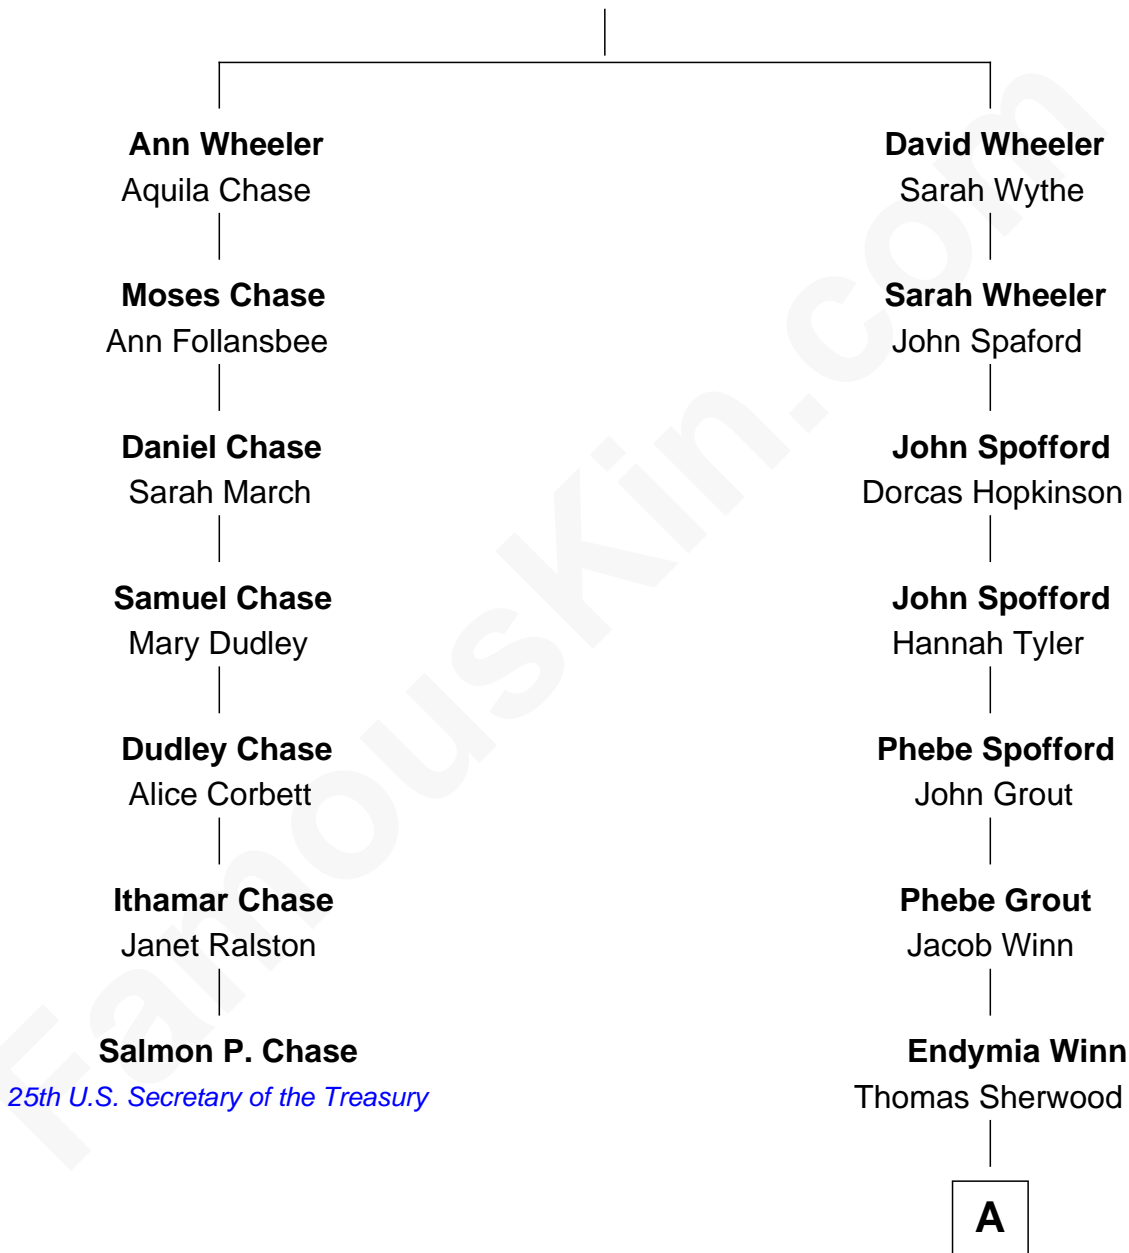 Ann Wheeler
Aquila Chase
David Wheeler
Sarah Wythe
Moses Chase
Ann Follansbee
Sarah Wheeler
John Spaford
Daniel Chase
Sarah March
John Spofford
Dorcas Hopkinson
Samuel Chase
Mary Dudley
John Spofford
Hannah Tyler
Dudley Chase
Alice Corbett
Phebe Spofford
John Grout
Ithamar Chase
Janet Ralston
Phebe Grout
Jacob Winn
Salmon P. Chase
25th U.S. Secretary of the Treasury
Endymia Winn
Thomas Sherwood
A
FamousKin.com